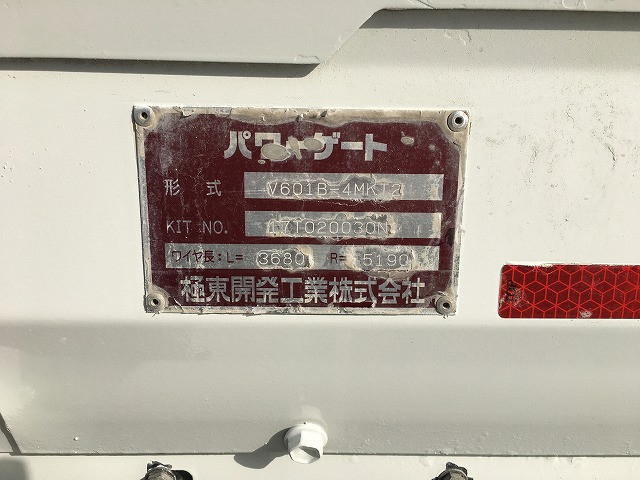 パワーゲート
形式 V601B-4MKT2
KIT NO. 17T020030N
ワイヤ長:L= 3680 R= 5190
極東開発工業株式会社